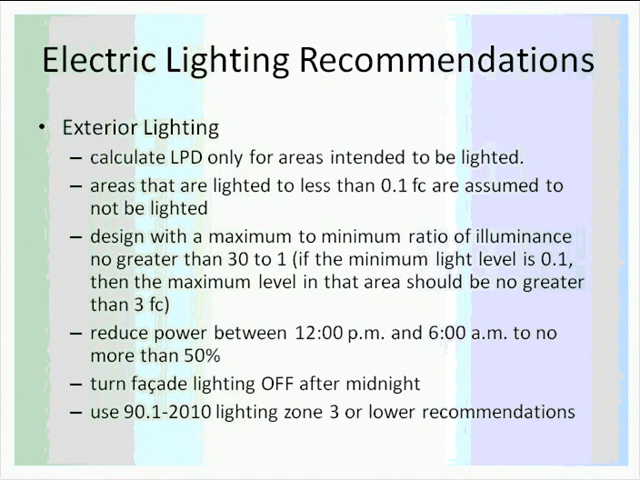 Electric Lighting Recommendations
• Exterior Lighting
– calculate LPD only for areas intended to be lighted.
– areas that are lighted to less than 0.1 fc are assumed to
not be lighted
– design with a maximum to minimum ratio of illuminance
no greater than 30 to 1 (if the minimum light level is 0.1,
then the maximum level in that area should be no greater
than 3 fc)
– reduce power between 12:00 p.m. and 6:00 a.m. to no
more than 50%
– turn façade lighting OFF after midnight
– use 90.1-2010 lighting zone 3 or lower recommendations